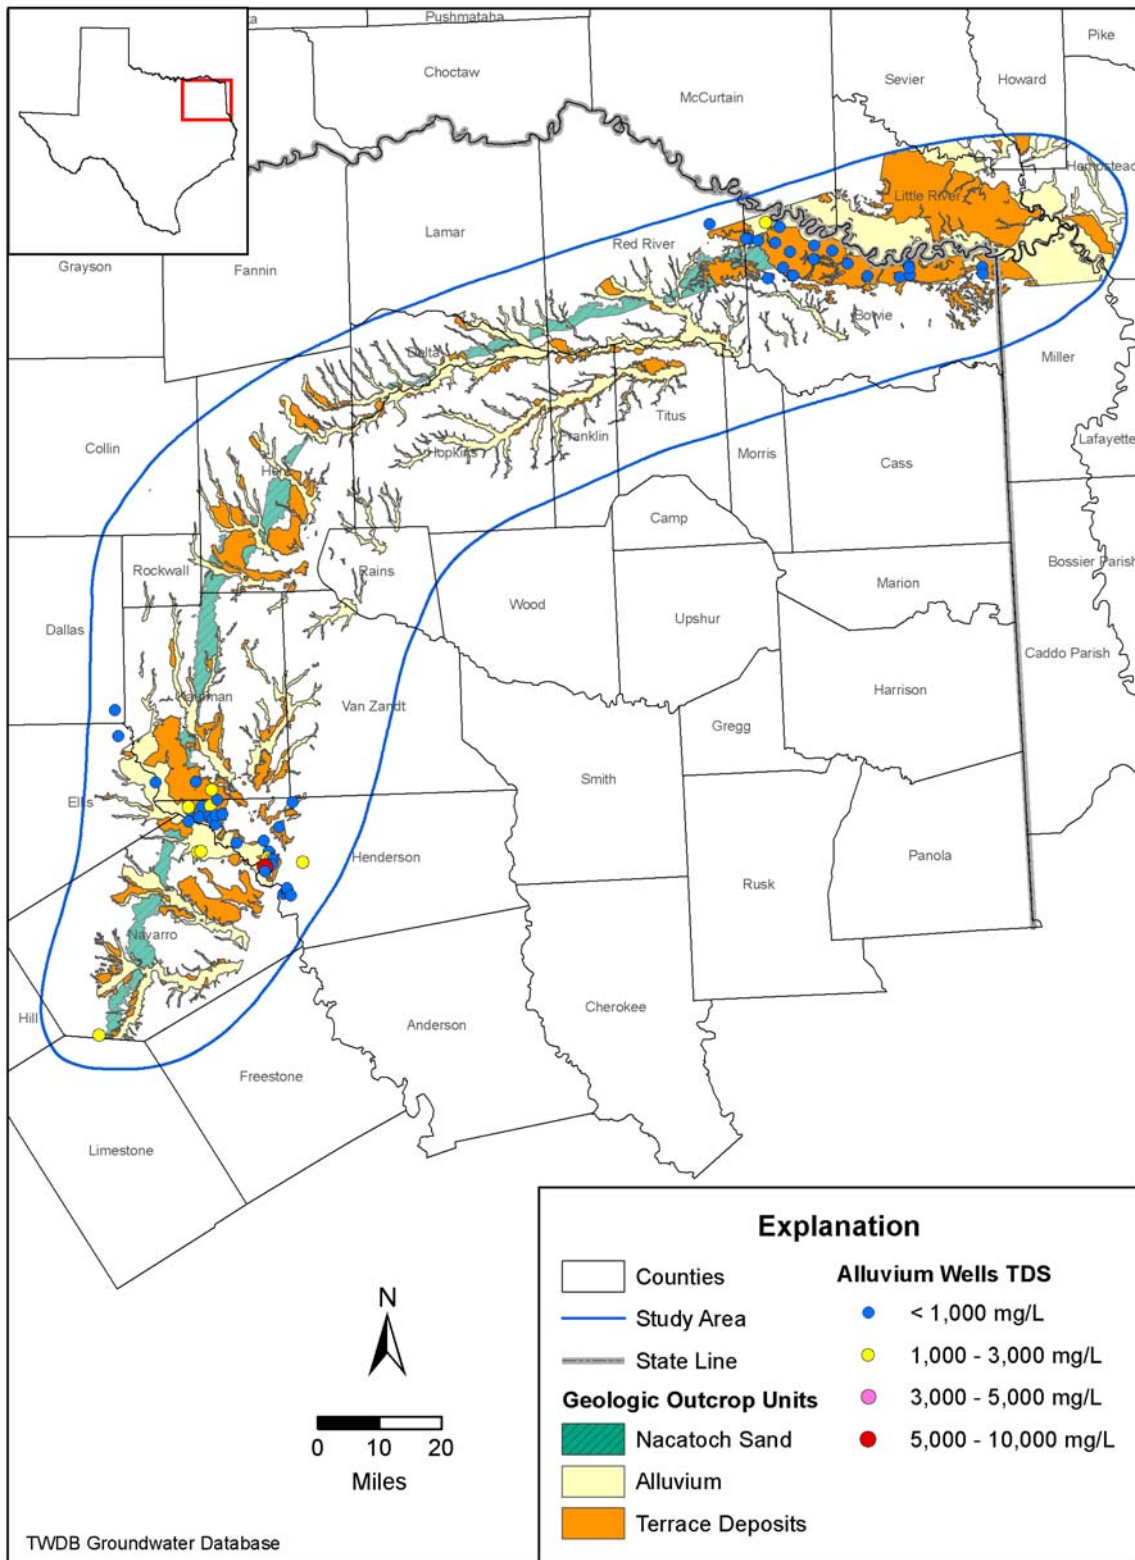 Pushmataha
Pike
Choctaw
Sevier
Howard
McCurtain
Hempstead
Little River
Lamar
Red River
Grayson
Fannin
Bowie
Delta
Miller
Titus
Collin
Hopkins
Franklin
Morris
Lafayette
Cass
Camp
Rockwall
Rains
Marion
Bossier Parish
Wood
Upshur
Dallas
Caddo Parish
Kaufman
Van Zandt
Harrison
Gregg
Smith
Ellis
Henderson
Panola
Rusk
Navarro
Cherokee
Hill
Anderson
Freestone
Limestone
N
0 10 20
Miles
Explanation
Counties
Study Area
State Line
Geologic Outcrop Units
Nacatoch Sand
Alluvium
Terrace Deposits
Alluvium Wells TDS
< 1,000 mg/L
1,000 - 3,000 mg/L
3,000 - 5,000 mg/L
5,000 - 10,000 mg/L
TWDB Groundwater Database